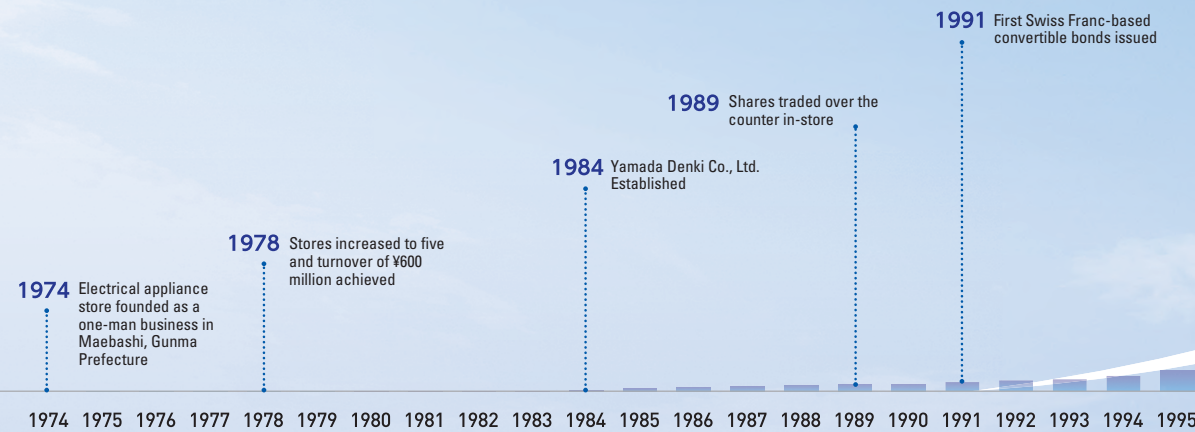 1991 First Swiss Franc-based
convertible bonds issued
1989 Shares traded over the
counter in-store
1984 Yamada Denki Co., Ltd.
Established
1978 Stores increased to five
and turnover of ¥600
million achieved
1974 Electrical appliance
store founded as a
one-man business in
Maebashi, Gunma
Prefecture
1974 1975 1976 1977 1978 1979 1980 1981 1982 1983 1984 1985 1986 1987 1988 1989 1990 1991 1992 1993 1994 1995